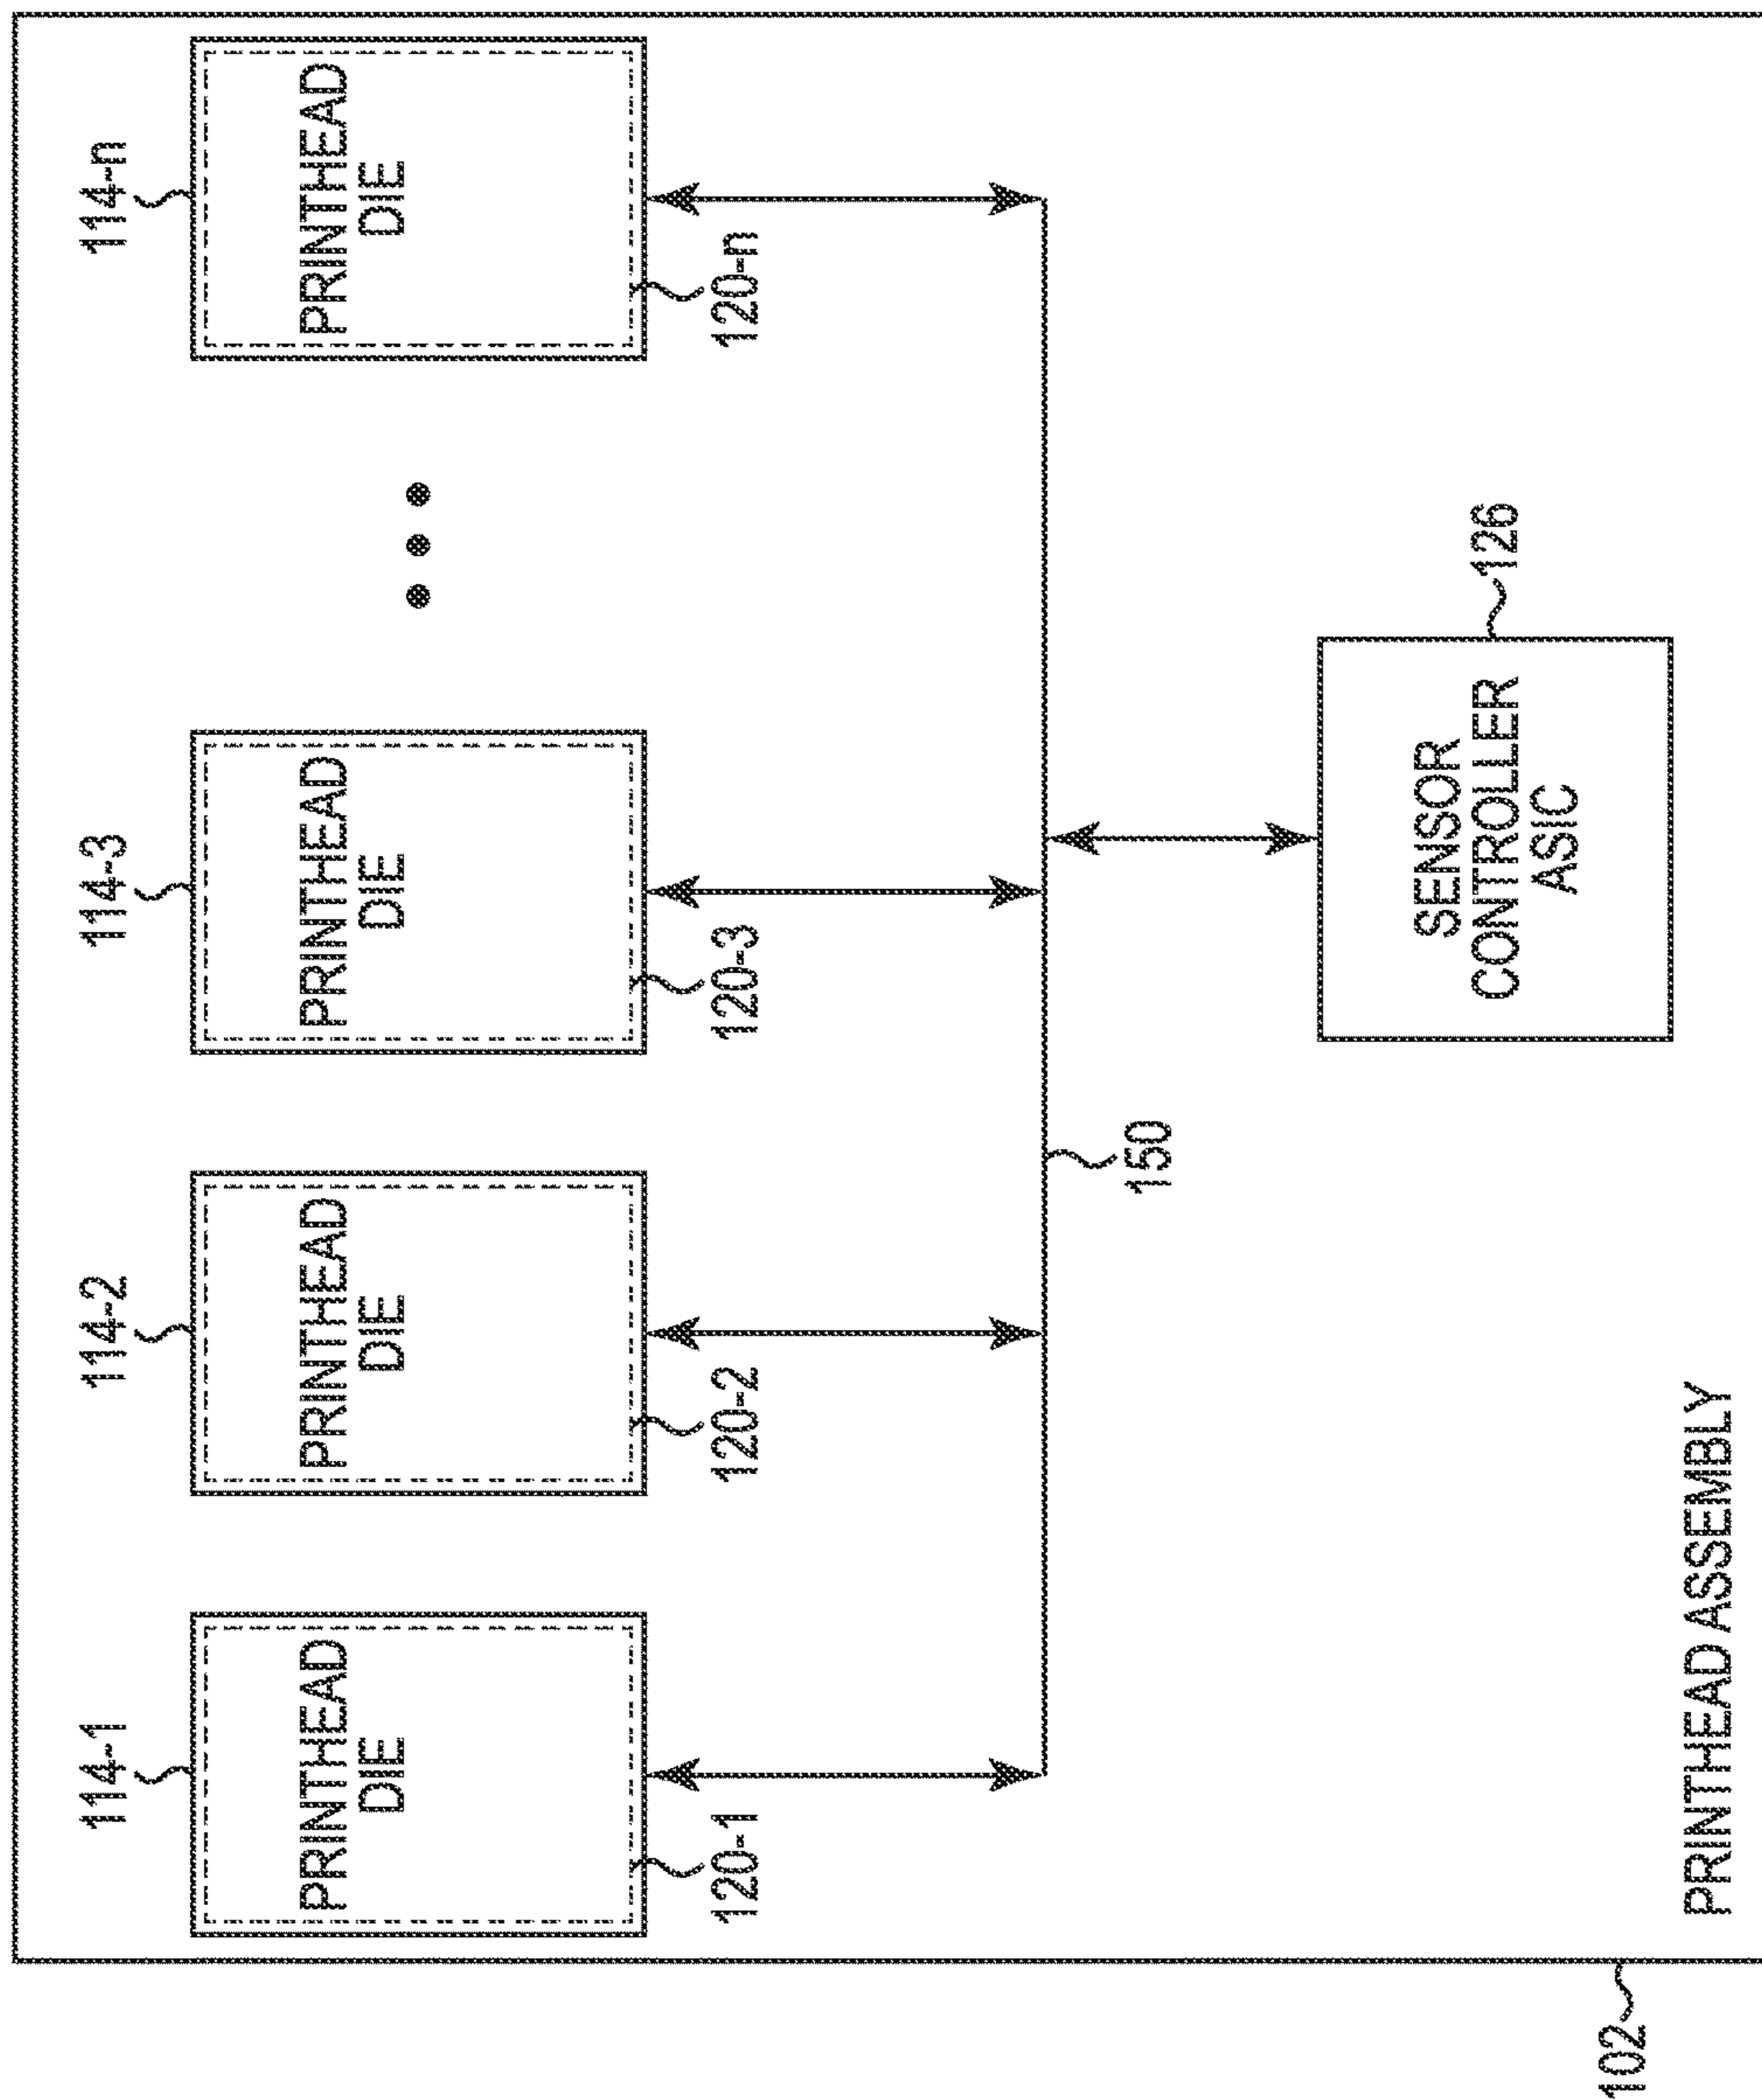 114-1
114-2
114-3
114-n
PRINTHEAD
DIE
PRINTHEAD
DIE
PRINTHEAD
DIE
PRINTHEAD
DIE
120-1
120-2
120-3
120-n
150
SENSOR
CONTROLLER
ASIC
126
PRINTHEAD ASSEMBLY
102